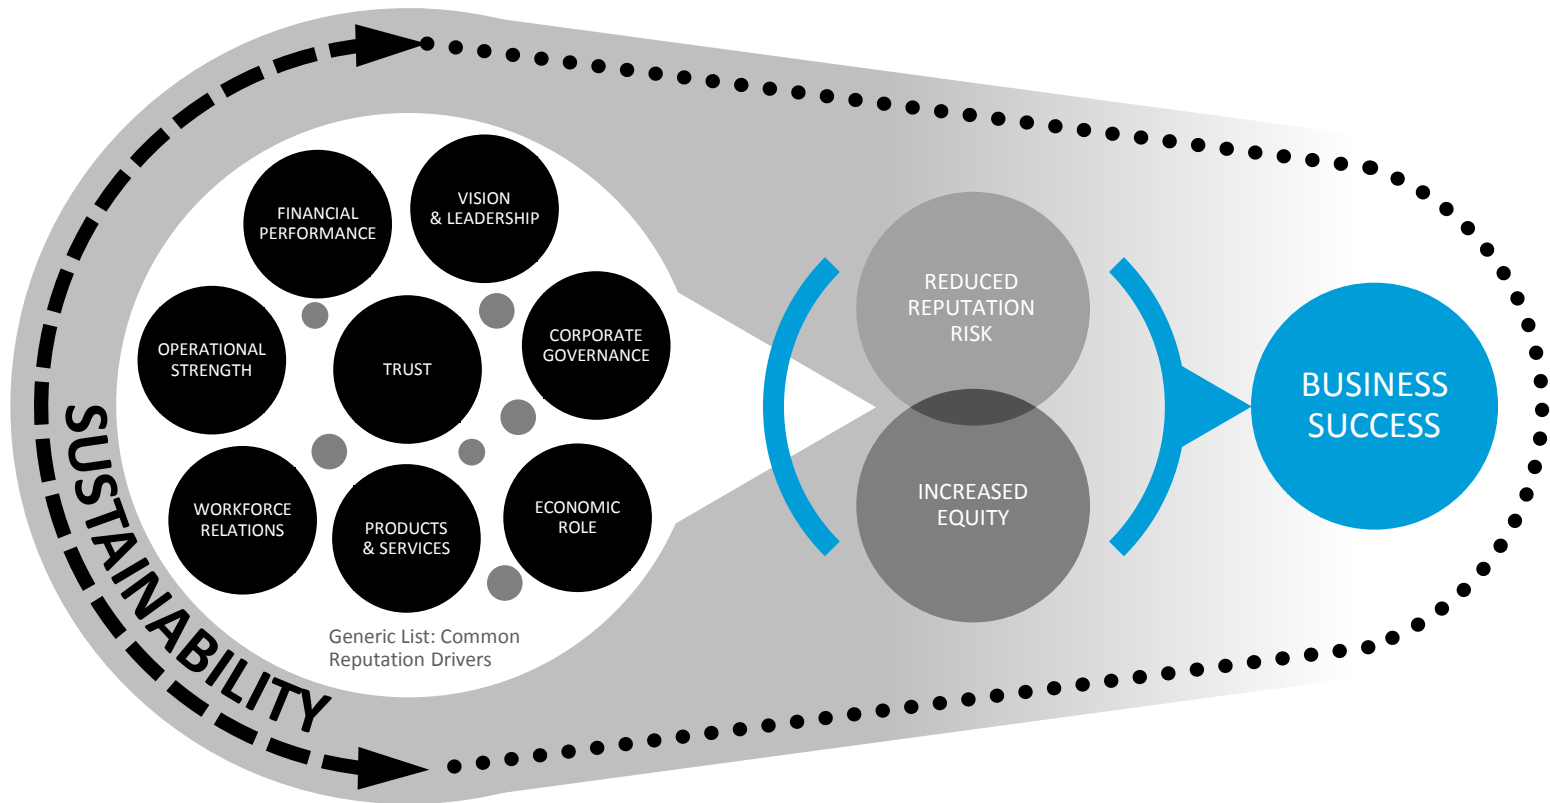 SUSTAINABILITY
FINANCIAL
PERFORMANCE
VISION
& LEADERSHIP
OPERATIONAL
STRENGTH
TRUST
CORPORATE
GOVERNANCE
WORKFORCE
RELATIONS
PRODUCTS
& SERVICES
ECONOMIC
ROLE
Generic List: Common
Reputation Drivers
REDUCED
REPUTATION
RISK
INCREASED
EQUITY
BUSINESS
SUCCESS